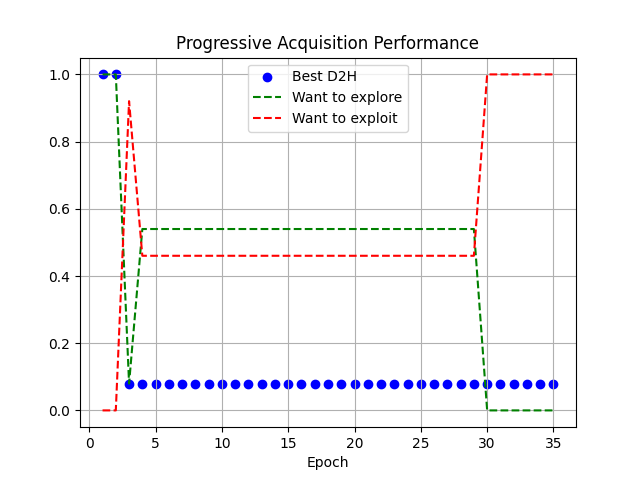 Progressive Acquisition Performance
Best D2H
Want to explore
Want to exploit
1.0
0.8
0.6
0.4
0.2
0.0
0 5 10 15 20 25 30 35
Epoch